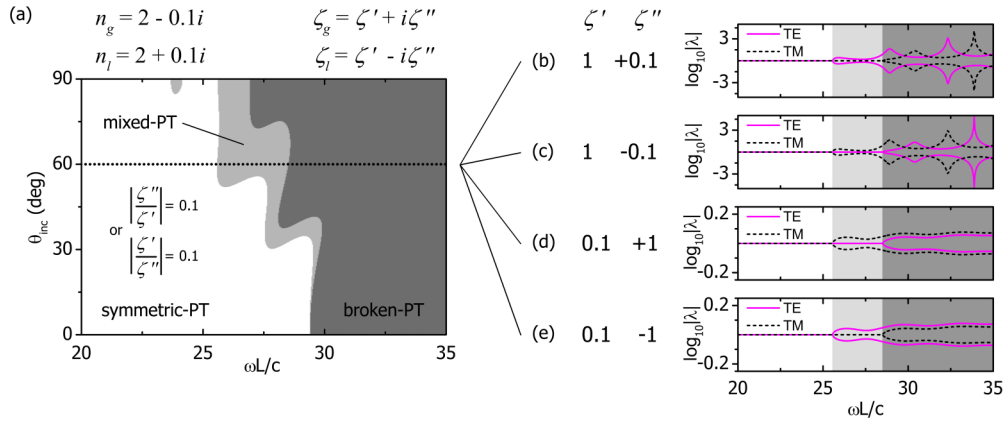 (a)
n_g = 2 - 0.1i
ζ_g = ζ' + iζ''
n_l = 2 + 0.1i
ζ_l = ζ' - iζ''
90
60
30
0
θ_inc (deg)
mixed-PT
|ζ''/ζ'| = 0.1
or
|ζ'/ζ''| = 0.1
symmetric-PT
broken-PT
20 25 30 35
ωL/c
ζ' ζ''
(b) 1 +0.1
(c) 1 -0.1
(d) 0.1 +1
(e) 0.1 -1
log10|λ|
3
-3
TE
TM
log10|λ|
3
-3
TE
TM
log10|λ|
0.2
-0.2
TE
TM
log10|λ|
0.2
-0.2
TE
TM
20 25 30 35
ωL/c